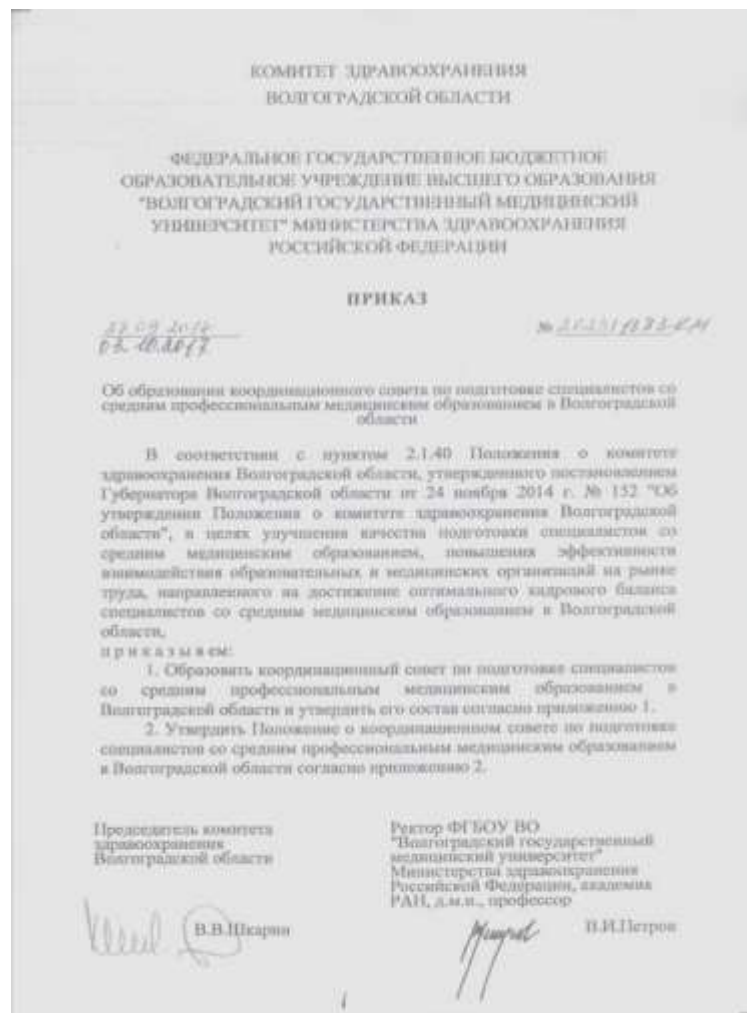 КОМИТЕТ ЗДРАВООХРАНЕНИЯ
ВОЛГОГРАДСКОЙ ОБЛАСТИ
ФЕДЕРАЛЬНОЕ ГОСУДАРСТВЕННОЕ БЮДЖЕТНОЕ
ОБРАЗОВАТЕЛЬНОЕ УЧРЕЖДЕНИЕ ВЫСШЕГО ОБРАЗОВАНИЯ
"ВОЛГОГРАДСКИЙ ГОСУДАРСТВЕННЫЙ МЕДИЦИНСКИЙ
УНИВЕРСИТЕТ" МИНИСТЕРСТВА ЗДРАВООХРАНЕНИЯ
РОССИЙСКОЙ ФЕДЕРАЦИИ
ПРИКАЗ
27.09.2017 №
03.10.2017
Об образовании координационного совета по подготовке специалистов со
средним профессиональным медицинским образованием в Волгоградской
области
В соответствии с пунктом 2.1.40 Положения о комитете
здравоохранения Волгоградской области, утвержденного постановлением
Губернатора Волгоградской области от 24 ноября 2014 г. № 152 "Об
утверждении Положения о комитете здравоохранения Волгоградской
области", в целях улучшения качества подготовки специалистов со
средним медицинским образованием, повышения эффективности
взаимодействия образовательных и медицинских организаций на рынке
труда, направленного на достижение оптимального кадрового баланса
специалистов со средним медицинским образованием в Волгоградской
области,
п р и к а з ы в а ем:
1. Образовать координационный совет по подготовке специалистов
со средним профессиональным медицинским образованием в
Волгоградской области и утвердить его состав согласно приложению 1.
2. Утвердить Положение о координационном совете по подготовке
специалистов со средним профессиональным медицинским образованием
в Волгоградской области согласно приложению 2.
Председатель комитета
здравоохранения
Волгоградской области
В.В.Шкарин
Ректор ФГБОУ ВО
"Волгоградский государственный
медицинский университет"
Министерства здравоохранения
Российской Федерации, академик
РАН, д.м.н., профессор
В.И.Петров